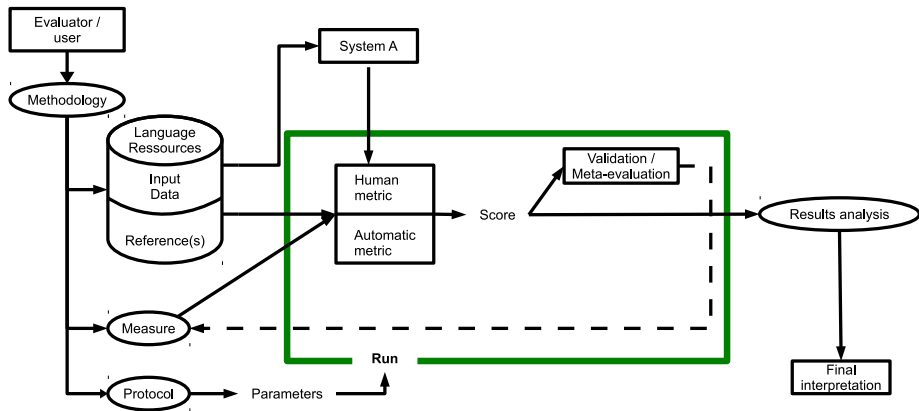 Evaluator /
user
System A
Methodology
Language
Ressources
Input
Data
Reference(s)
Human
metric
Automatic
metric
Score
Validation /
Meta-evaluation
Results analysis
Measure
Run
Protocol
Parameters
Final
interpretation